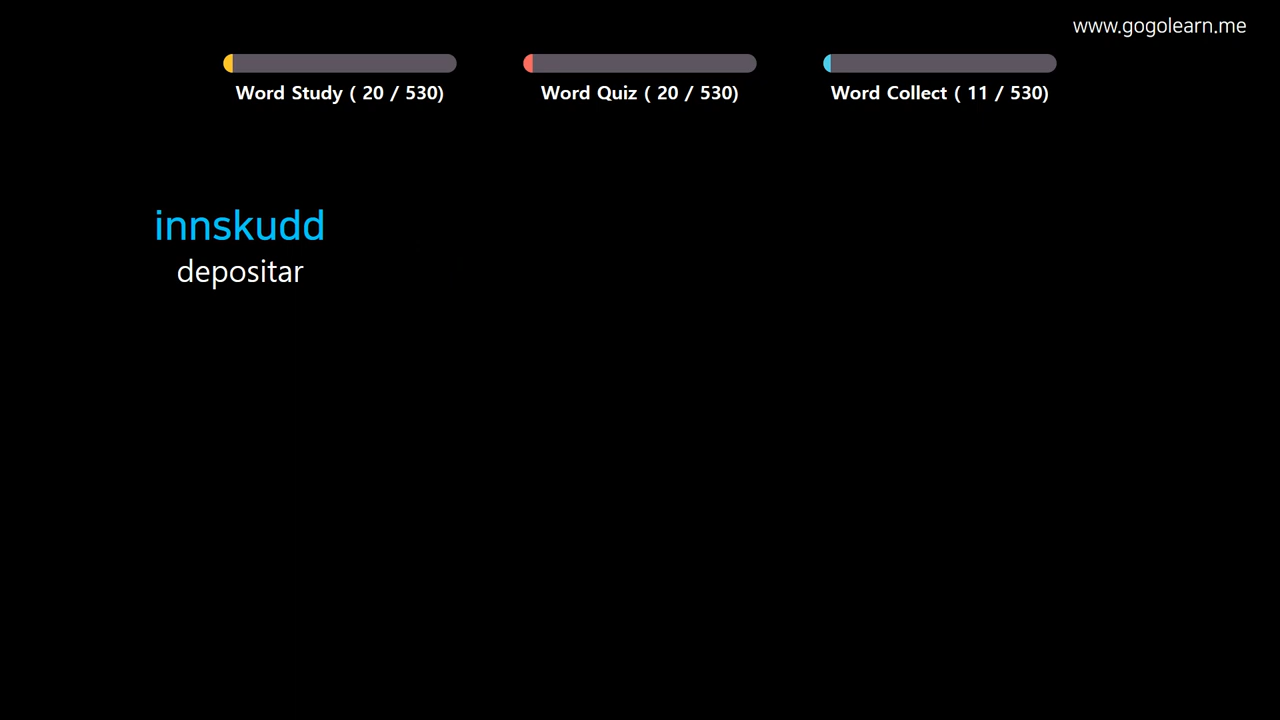 www.gogolearn.me
Word Study ( 20 / 530)
Word Quiz ( 20 / 530)
Word Collect ( 11 / 530)
innskudd
depositar